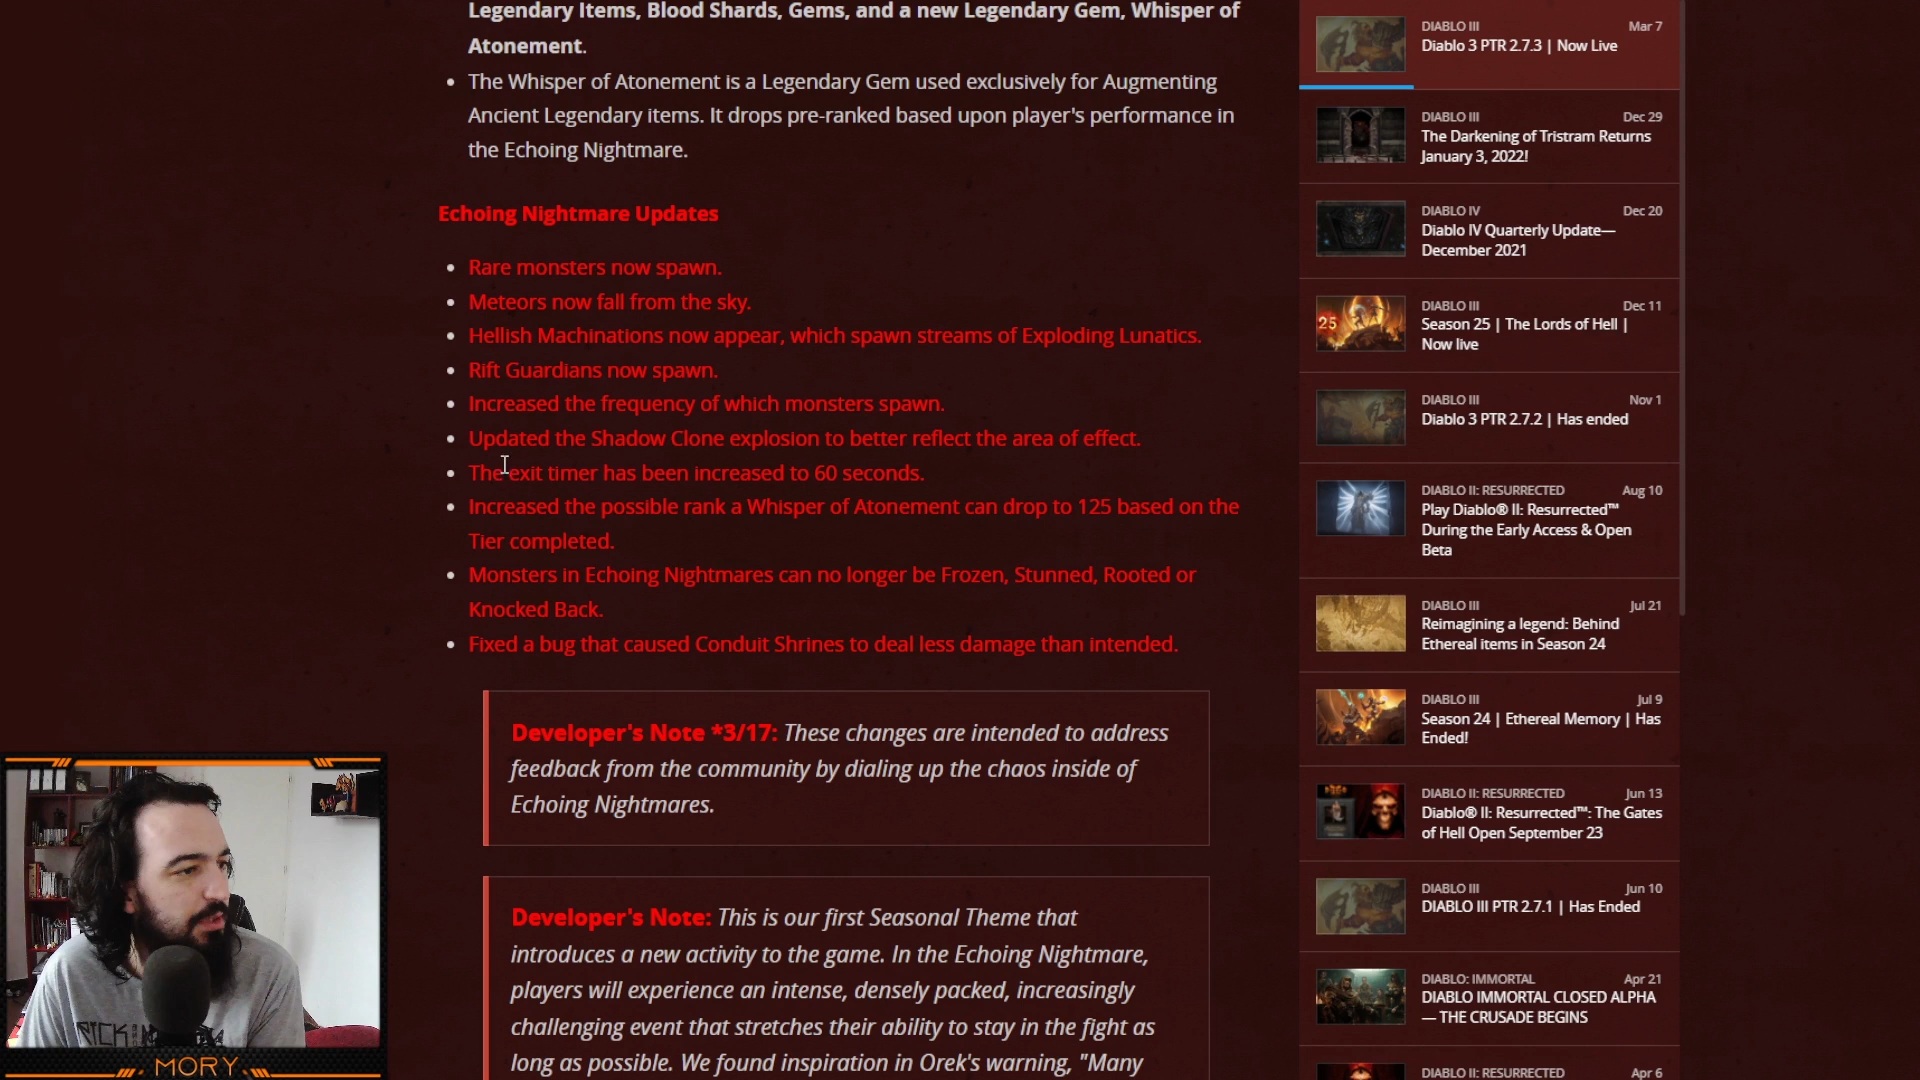 Legendary Items, Blood Shards, Gems, and a new Legendary Gem, Whisper of
Atonement.
The Whisper of Atonement is a Legendary Gem used exclusively for Augmenting
Ancient Legendary items. It drops pre-ranked based upon player's performance in
the Echoing Nightmare.
Echoing Nightmare Updates
Rare monsters now spawn.
Meteors now fall from the sky.
Hellish Machinations now appear, which spawn streams of Exploding Lunatics.
Rift Guardians now spawn.
Increased the frequency of which monsters spawn.
Updated the Shadow Clone explosion to better reflect the area of effect.
The exit timer has been increased to 60 seconds.
Increased the possible rank a Whisper of Atonement can drop to 125 based on the
Tier completed.
Monsters in Echoing Nightmares can no longer be Frozen, Stunned, Rooted or
Knocked Back.
Fixed a bug that caused Conduit Shrines to deal less damage than intended.
Developer's Note *3/17: These changes are intended to address
feedback from the community by dialing up the chaos inside of
Echoing Nightmares.
Developer's Note: This is our first Seasonal Theme that
introduces a new activity to the game. In the Echoing Nightmare,
players will experience an intense, densely packed, increasingly
challenging event that stretches their ability to stay in the fight as
long as possible. We found inspiration in Orek's warning, "Many
DIABLO III Mar 7
Diablo 3 PTR 2.7.3 | Now Live
DIABLO III Dec 29
The Darkening of Tristram Returns
January 3, 2022!
DIABLO IV Dec 20
Diablo IV Quarterly Update—
December 2021
DIABLO III Dec 11
25
Season 25 | The Lords of Hell |
Now live
DIABLO III Nov 1
Diablo 3 PTR 2.7.2 | Has ended
DIABLO II: RESURRECTED Aug 10
Play Diablo® II: Resurrected™
During the Early Access & Open
Beta
DIABLO III Jul 21
Reimagining a legend: Behind
Ethereal items in Season 24
DIABLO III Jul 9
Season 24 | Ethereal Memory | Has
Ended!
DIABLO II: RESURRECTED Jun 13
Diablo® II: Resurrected™: The Gates
of Hell Open September 23
DIABLO III Jun 10
DIABLO III PTR 2.7.1 | Has Ended
DIABLO: IMMORTAL Apr 21
DIABLO IMMORTAL CLOSED ALPHA
— THE CRUSADE BEGINS
DIABLO II: RESURRECTED Apr 6
MORY